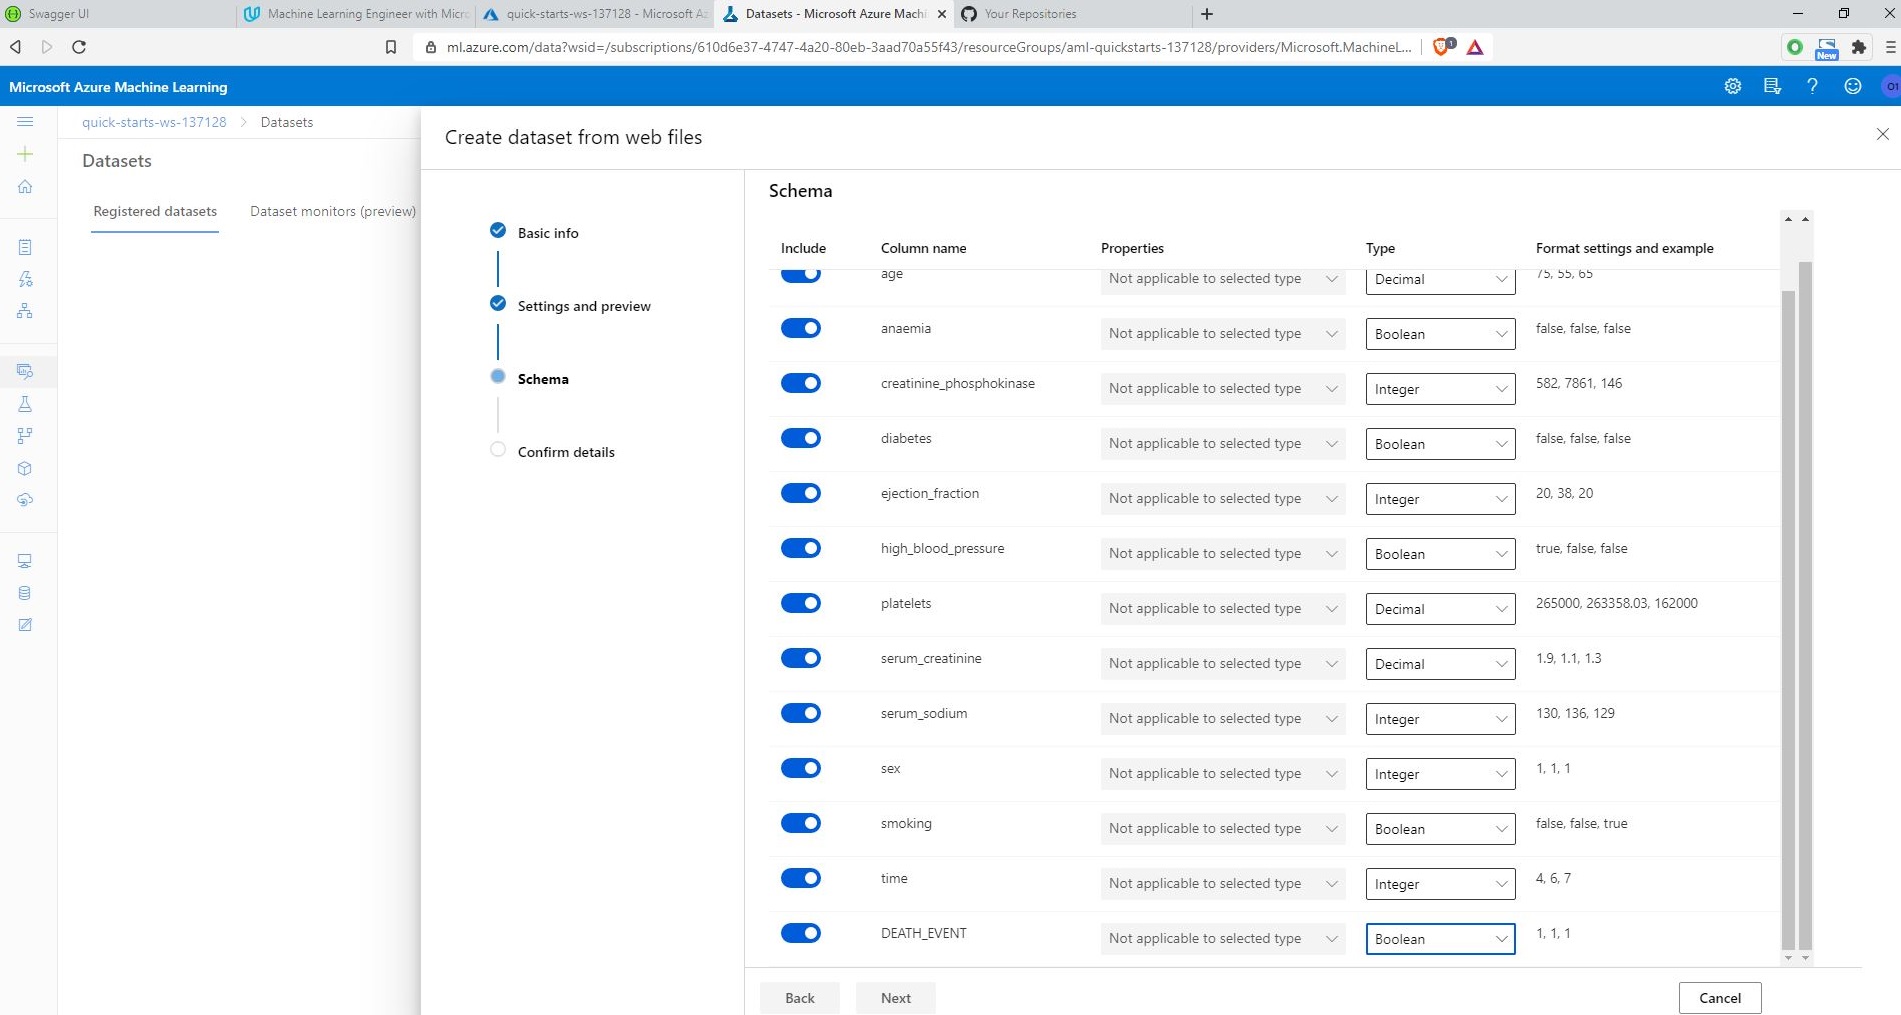 Swagger UI
Machine Learning Engineer with Micro
quick-starts-ws-137128 - Microsoft Az
Datasets - Microsoft Azure Machi
Your Repositories
ml.azure.com/data?wsid=/subscriptions/610d6e37-4747-4a20-80eb-3aad70a55f43/resourceGroups/aml-quickstarts-137128/providers/Microsoft.MachineL...
1
New
Microsoft Azure Machine Learning
O1
quick-starts-ws-137128 > Datasets
Datasets
Registered datasets Dataset monitors (preview)
Create dataset from web files
Basic info
Settings and preview
Schema
Confirm details
Schema
Include Column name Properties Type Format settings and example
age Not applicable to selected type Decimal 75, 55, 65
anaemia Not applicable to selected type Boolean false, false, false
creatinine_phosphokinase Not applicable to selected type Integer 582, 7861, 146
diabetes Not applicable to selected type Boolean false, false, false
ejection_fraction Not applicable to selected type Integer 20, 38, 20
high_blood_pressure Not applicable to selected type Boolean true, false, false
platelets Not applicable to selected type Decimal 265000, 263358.03, 162000
serum_creatinine Not applicable to selected type Decimal 1.9, 1.1, 1.3
serum_sodium Not applicable to selected type Integer 130, 136, 129
sex Not applicable to selected type Integer 1, 1, 1
smoking Not applicable to selected type Boolean false, false, true
time Not applicable to selected type Integer 4, 6, 7
DEATH_EVENT Not applicable to selected type Boolean 1, 1, 1
Back Next Cancel